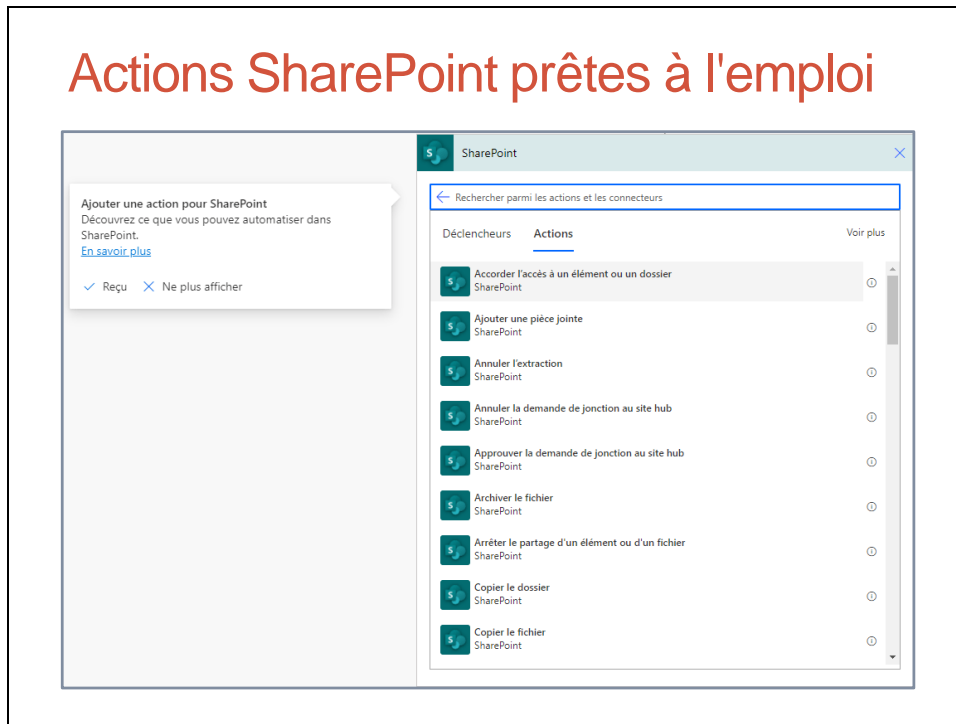 Actions SharePoint prêtes à l'emploi
SharePoint
Ajouter une action pour SharePoint
Découvrez ce que vous pouvez automatiser dans
SharePoint.
En savoir plus
Reçu
Ne plus afficher
Rechercher parmi les actions et les connecteurs
Déclencheurs
Actions
Voir plus
Accorder l'accès à un élément ou un dossier
SharePoint
Ajouter une pièce jointe
SharePoint
Annuler l'extraction
SharePoint
Annuler la demande de jonction au site hub
SharePoint
Approuver la demande de jonction au site hub
SharePoint
Archiver le fichier
SharePoint
Arrêter le partage d'un élément ou d'un fichier
SharePoint
Copier le dossier
SharePoint
Copier le fichier
SharePoint